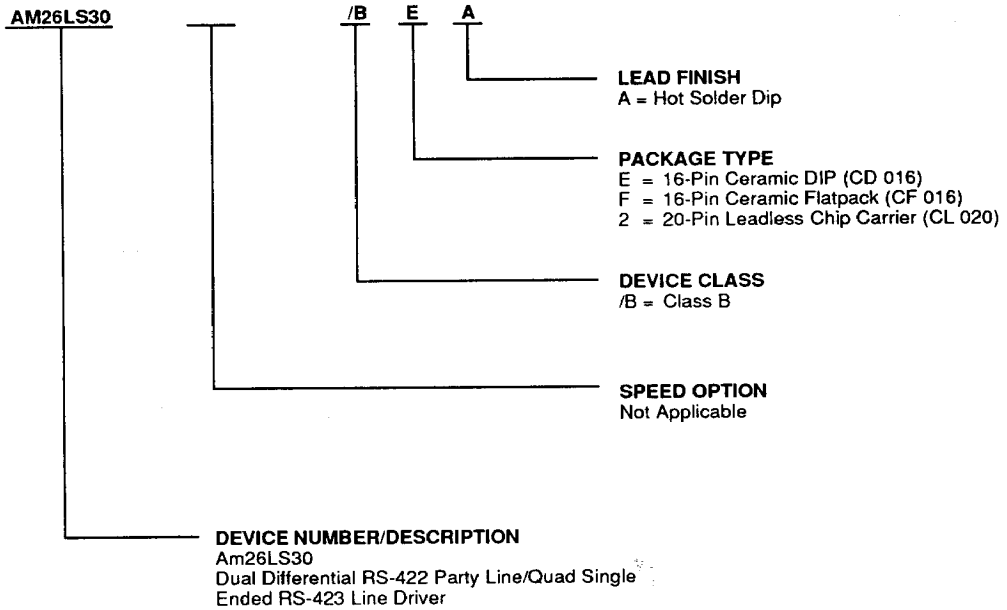 AM26LS30 /B E A
LEAD FINISH
A = Hot Solder Dip
PACKAGE TYPE
E = 16-Pin Ceramic DIP (CD 016)
F = 16-Pin Ceramic Flatpack (CF 016)
2 = 20-Pin Leadless Chip Carrier (CL 020)
DEVICE CLASS
/B = Class B
SPEED OPTION
Not Applicable
DEVICE NUMBER/DESCRIPTION
Am26LS30
Dual Differential RS-422 Party Line/Quad Single
Ended RS-423 Line Driver